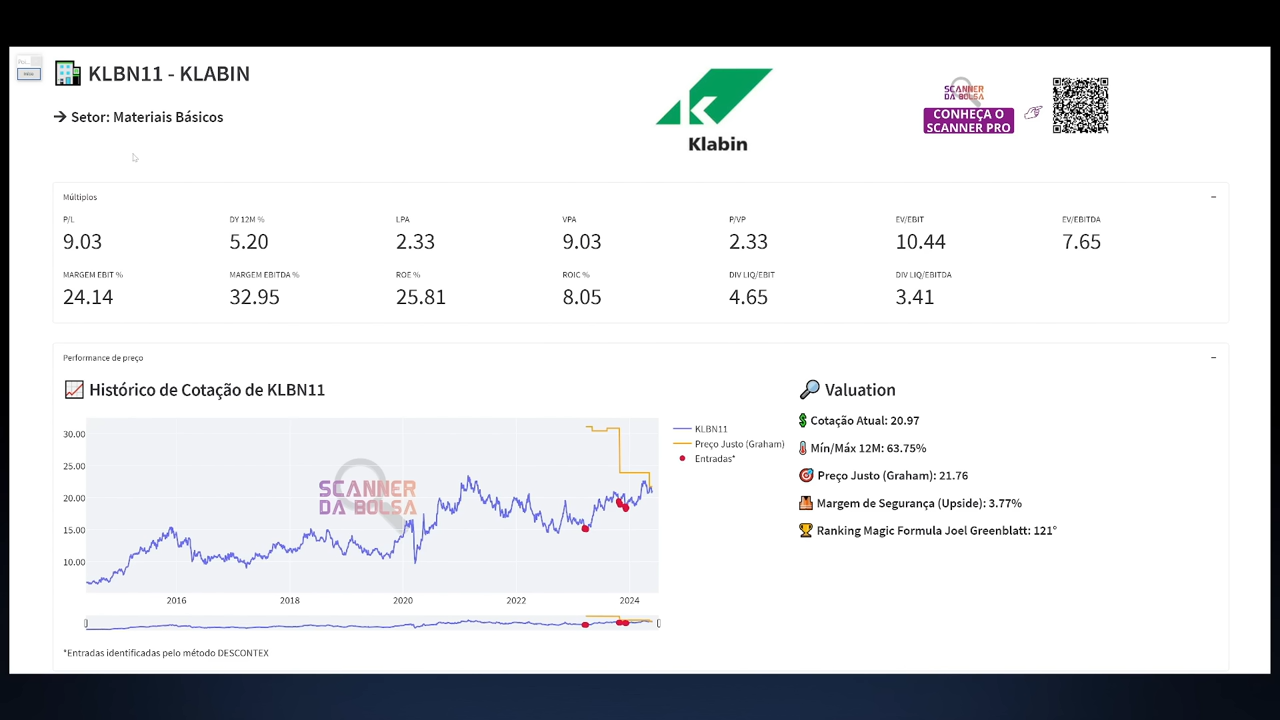 KLBN11 - KLABIN
→ Setor: Materiais Básicos
Klabin
SCANNER
DA BOLSA
CONHEÇA O
SCANNER PRO
Múltiplos
P/L
DY 12M %
LPA
VPA
P/VP
EV/EBIT
EV/EBITDA
9.03
5.20
2.33
9.03
2.33
10.44
7.65
MARGEM EBIT %
MARGEM EBITDA %
ROE %
ROIC %
DIV LIQ/EBIT
DIV LIQ/EBITDA
24.14
32.95
25.81
8.05
4.65
3.41
Performance de preço
Histórico de Cotação de KLBN11
30.00
25.00
20.00
15.00
10.00
SCANNER
DA BOLSA
2016
2018
2020
2022
2024
KLBN11
Preço Justo (Graham)
Entradas*
*Entradas identificadas pelo método DESCONTEX
Valuation
Cotação Atual: 20.97
Mín/Máx 12M: 63.75%
Preço Justo (Graham): 21.76
Margem de Segurança (Upside): 3.77%
Ranking Magic Formula Joel Greenblatt: 121°